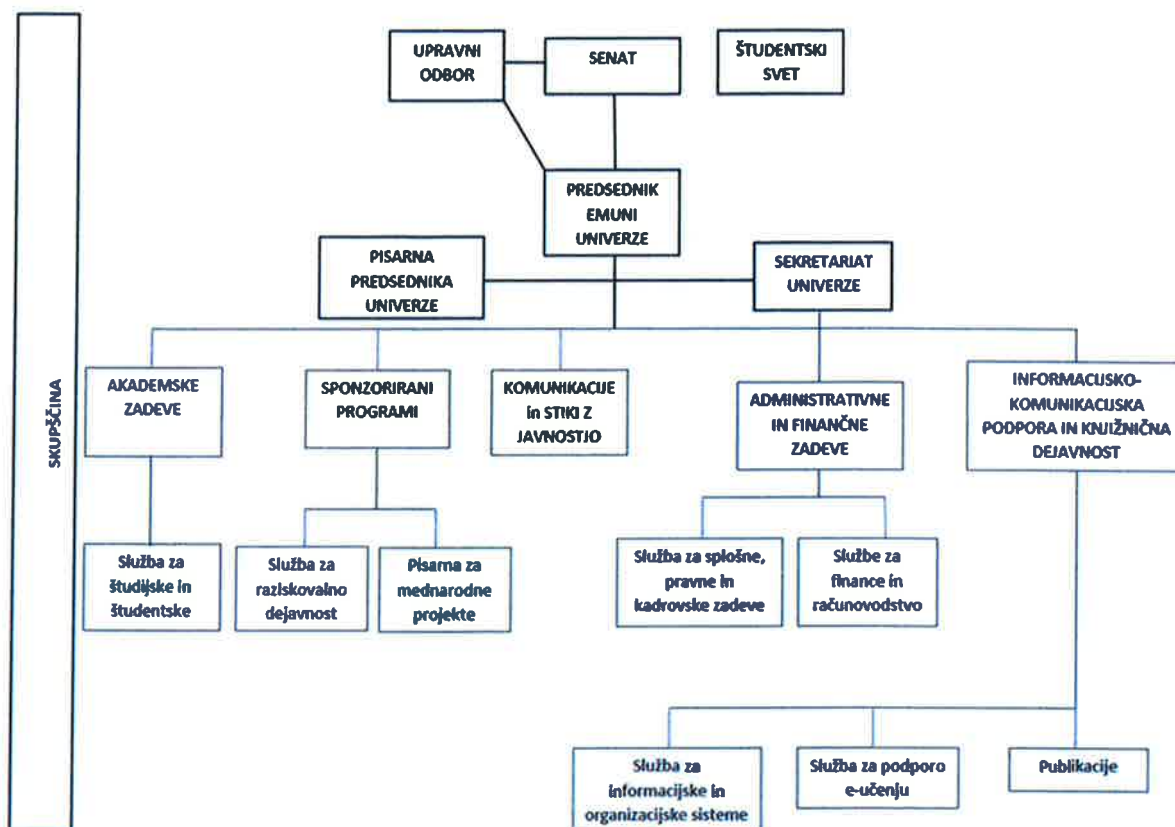 SKUPŠČINA
UPRAVNI
ODBOR
SENAT
ŠTUDENTSKI
SVET
PREDSEDNIK
EMUNI
UNIVERZE
PISARNA
PREDSEDNIKA
UNIVERZE
SEKRETARIAT
UNIVERZE
AKADEMSKE
ZADEVE
SPONZORIRANI
PROGRAMI
KOMUNIKACIJE
in STIKI Z
JAVNOSTJO
ADMINISTRATIVNE
IN FINANČNE
ZADEVE
INFORMACIJSKO-
KOMUNIKACIJSKA
PODPORA IN KNJIŽNIČNA
DEJAVNOST
Služba za
študijske in
študentske
Služba za
raziskovalno
dejavnost
Pisarna za
mednarodne
projekte
Služba za splošne,
pravne in
kadrovske zadeve
Službe za
finance in
računovodstvo
Služba za
informacijske in
organizacijske sisteme
Služba za podporo
e-učenju
Publikacije